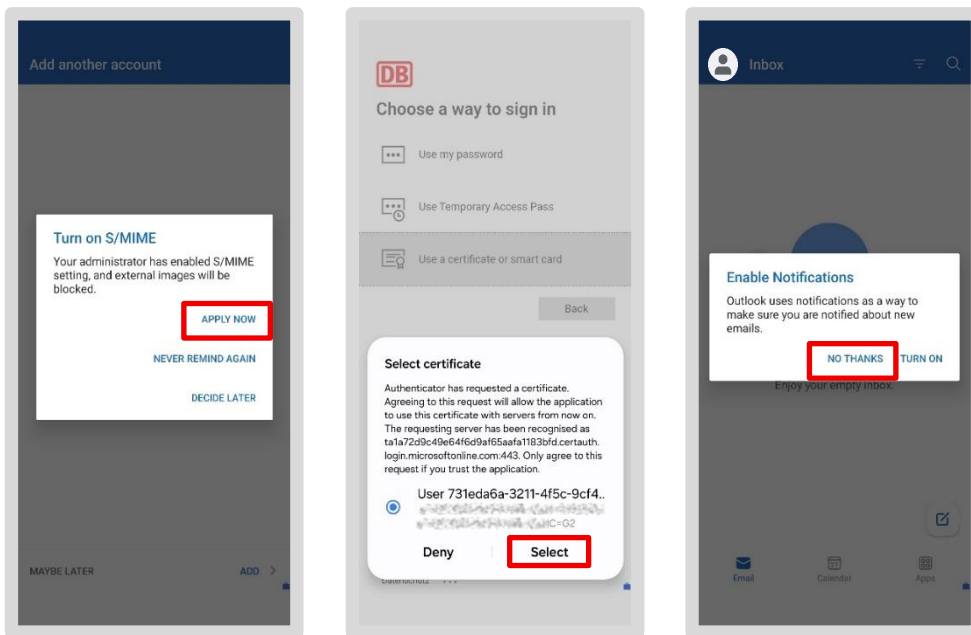 Add another account
Turn on S/MIME
Your administrator has enabled S/MIME
setting, and external images will be
blocked.
APPLY NOW
NEVER REMIND AGAIN
DECIDE LATER
MAYBE LATER
ADD
DB
Choose a way to sign in
Use my password
Use Temporary Access Pass
Use a certificate or smart card
Back
Select certificate
Authenticator has requested a certificate.
Agreeing to this request will allow the application
to use this certificate with servers from now on.
The requesting server has been recognised as
ta1a72d9c49e64f6d9af65aafa1183bfd.certauth.
login.microsoftonline.com:443. Only agree to this
request if you trust the application.
User 731eda6a-3211-4f5c-9cf4..
C=G2
Deny
Select
Datenschutz ...
Inbox
Enable Notifications
Outlook uses notifications as a way to
make sure you are notified about new
emails.
NO THANKS
TURN ON
Enjoy your empty inbox.
Email
Calendar
Apps